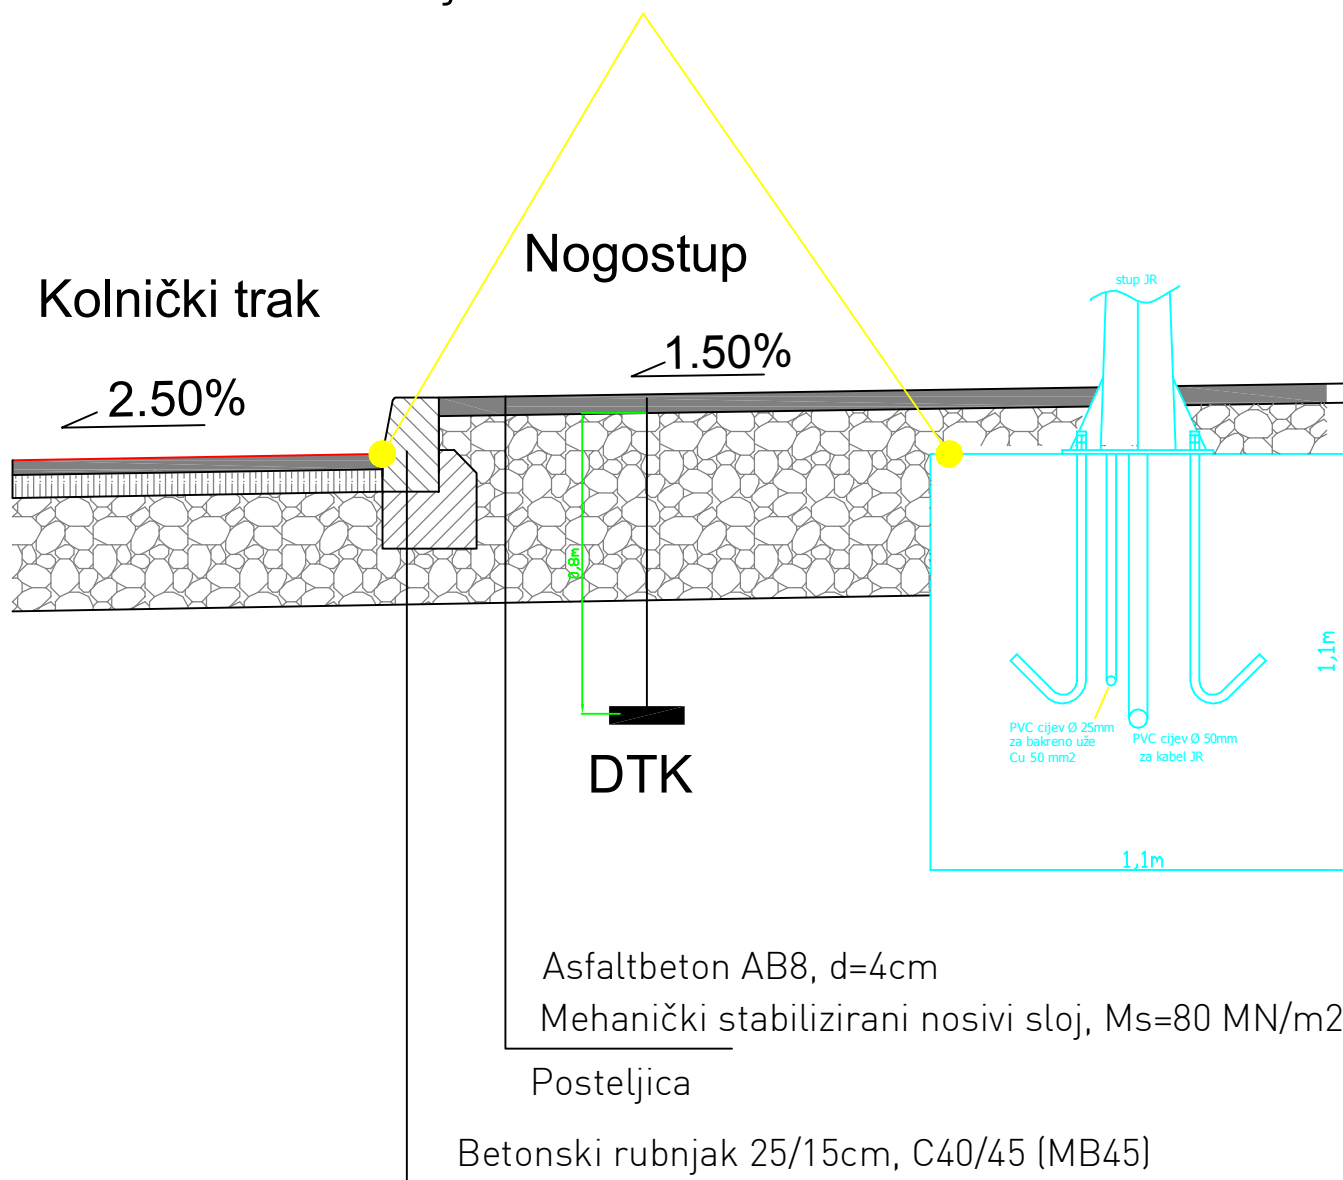 Nogostup
Kolnički trak
stup JR
1.50%
2.50%
0,8m
1,1m
PVC cijev Ø 25mm
za bakreno uže
Cu 50 mm2
PVC cijev Ø 50mm
za kabel JR
DTK
1,1m
Asfaltbeton AB8, d=4cm
Mehanički stabilizirani nosivi sloj, Ms=80 MN/m2
Posteljica
Betonski rubnjak 25/15cm, C40/45 (MB45)